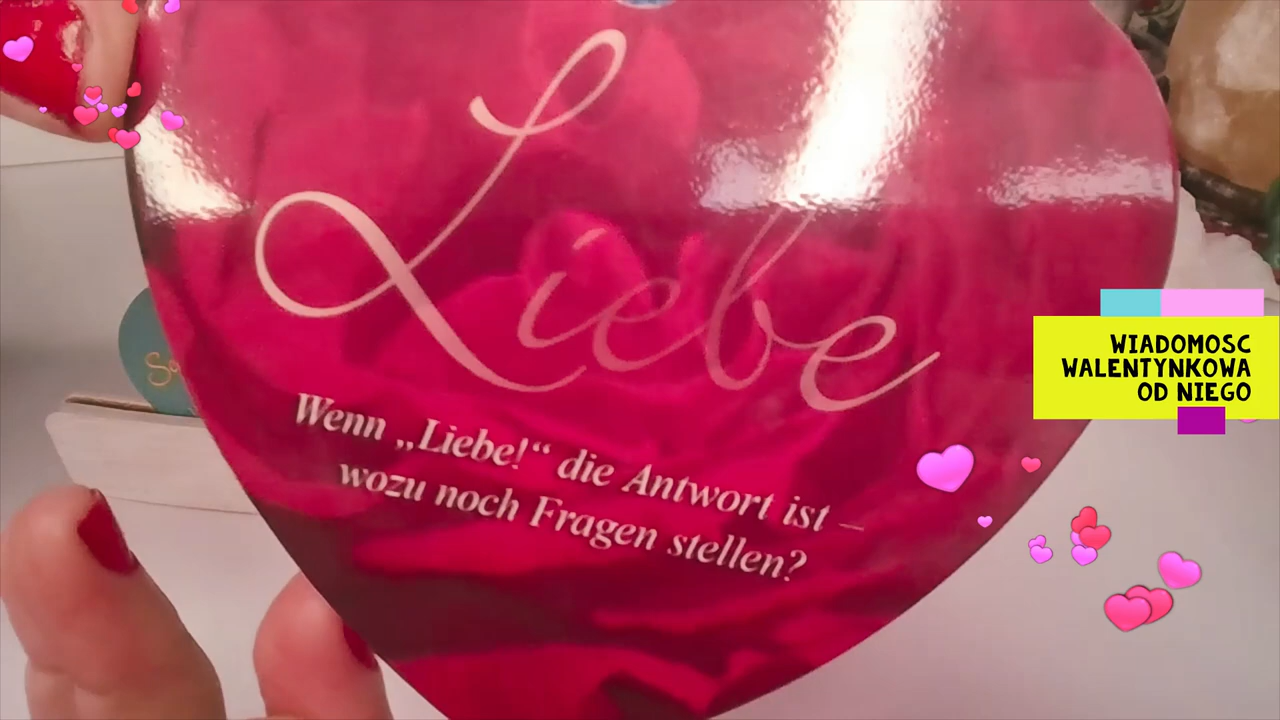 Liebe
Wenn „Liebe!“ die Antwort ist –
wozu noch Fragen stellen?
WIADOMOSC
WALENTYNKOWA
OD NIEGO